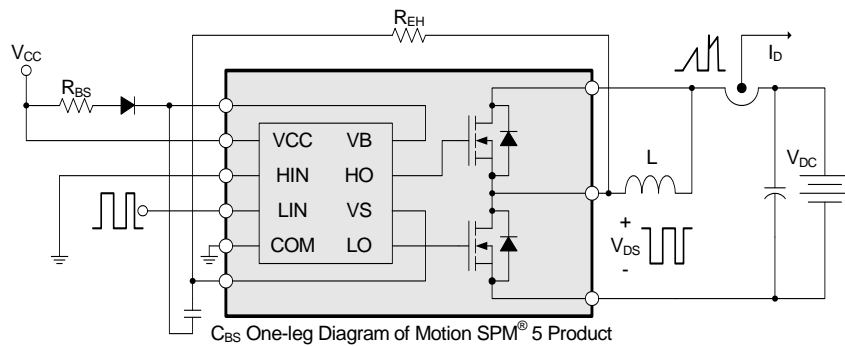 R_EH
V_CC
R_BS
I_D
VCC VB
HIN HO
LIN VS
COM LO
L
V_DC
+
V_DS
-
C_BS One-leg Diagram of Motion SPM® 5 Product